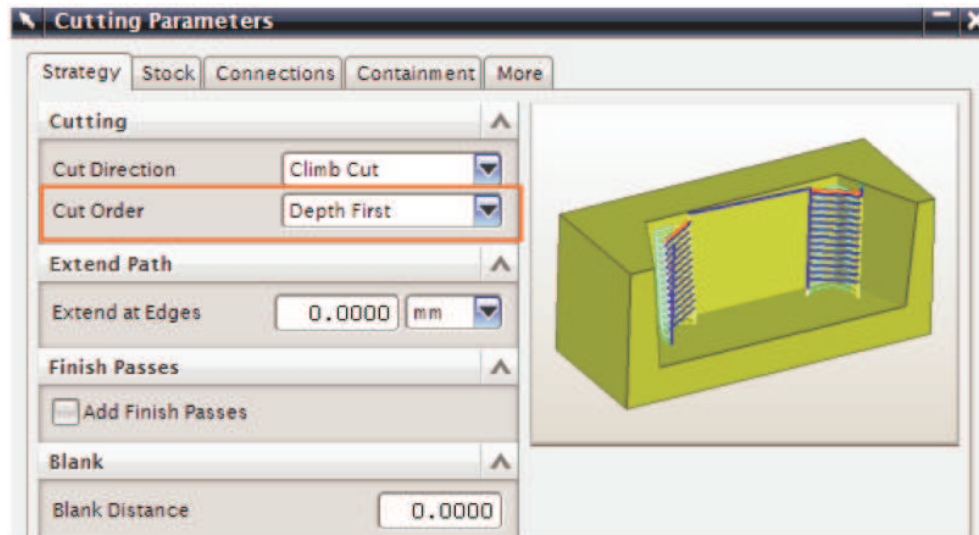 Cutting Parameters
Strategy Stock Connections Containment More
Cutting
Cut Direction Climb Cut
Cut Order Depth First
Extend Path
Extend at Edges 0.0000 mm
Finish Passes
Add Finish Passes
Blank
Blank Distance 0.0000